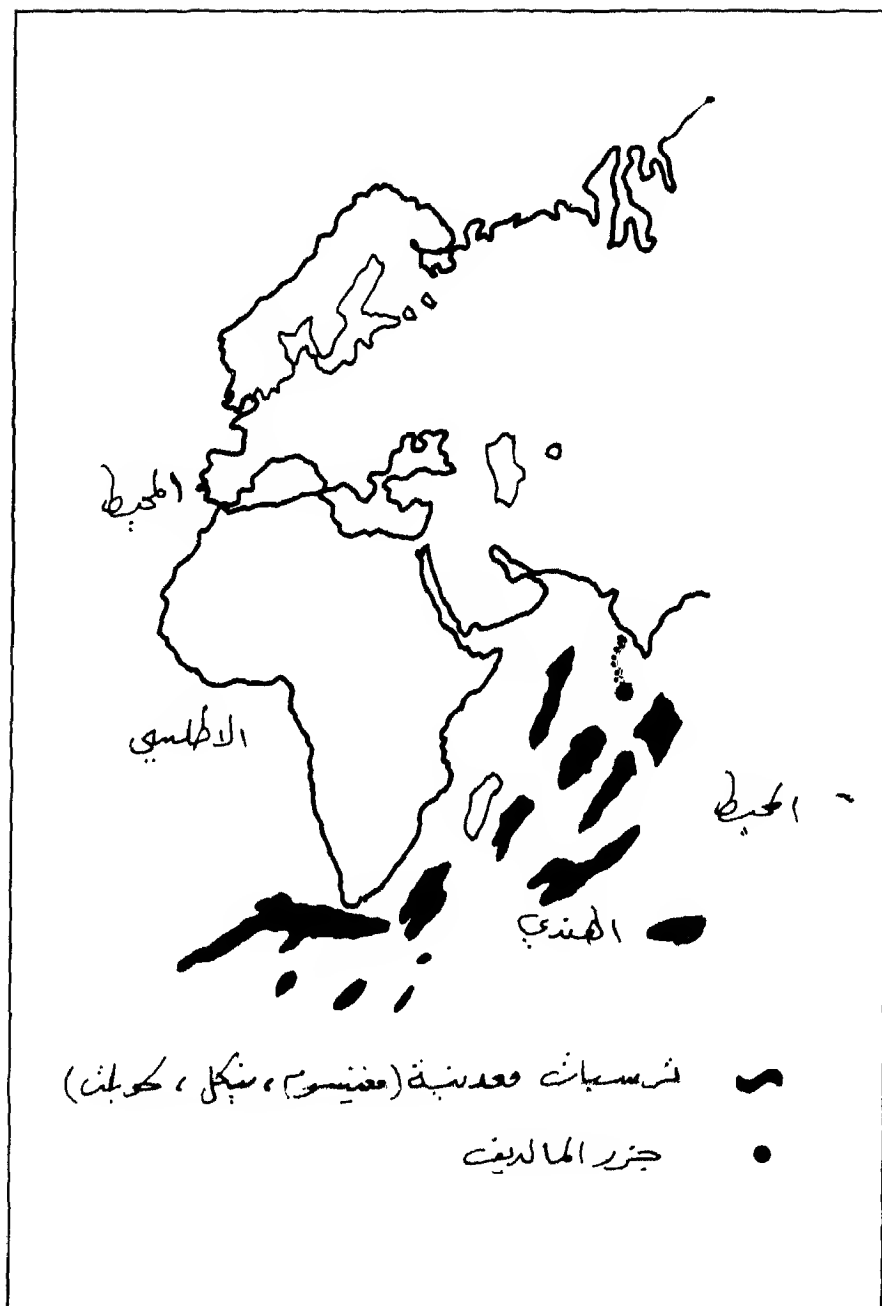 المحيط
الاطلسي
المحيط
الهندي
ترسبات معدنية (مغنيسوم، نيكل، كوبلت)
جزر المالديف